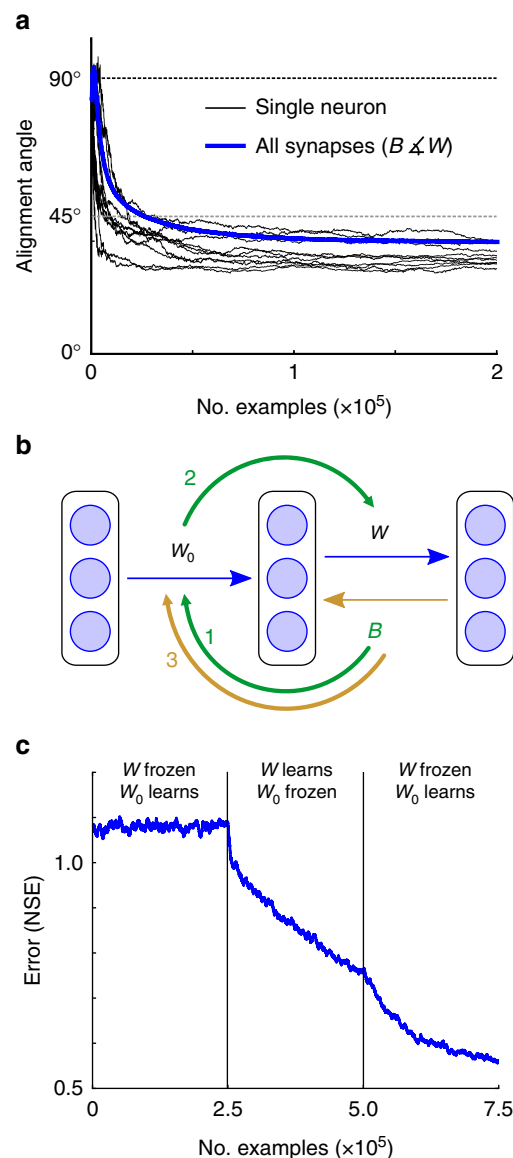 a
90°
Single neuron
All synapses (B ∡ W)
45°
Alignment angle
0°
0 1 2
No. examples (×10⁵)
b
2
W₀
W
1
B
3
c
W frozen W learns W frozen
W₀ learns W₀ frozen W₀ learns
1.0
Error (NSE)
0.5
0 2.5 5.0 7.5
No. examples (×10⁵)